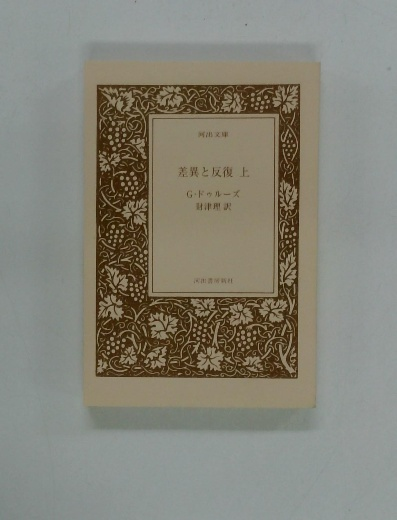 河出文庫
差異と反復 上
G・ドゥルーズ
財津理 訳
河出書房新社